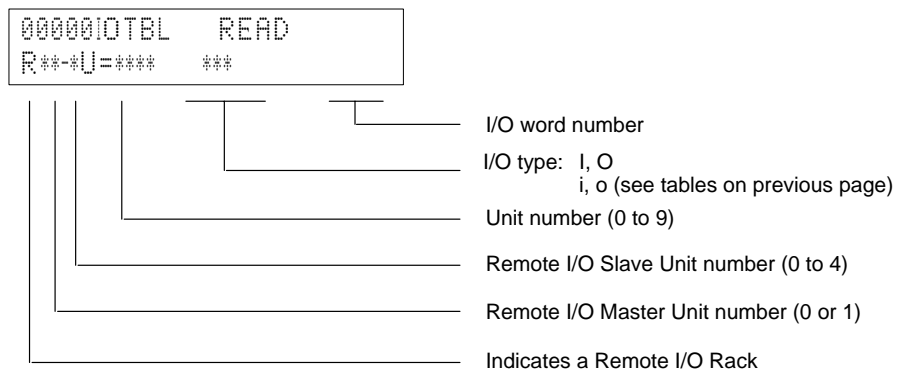 00000IOTBL READ
R**-*U=**** ***
I/O word number
I/O type: I, O
i, o (see tables on previous page)
Unit number (0 to 9)
Remote I/O Slave Unit number (0 to 4)
Remote I/O Master Unit number (0 or 1)
Indicates a Remote I/O Rack